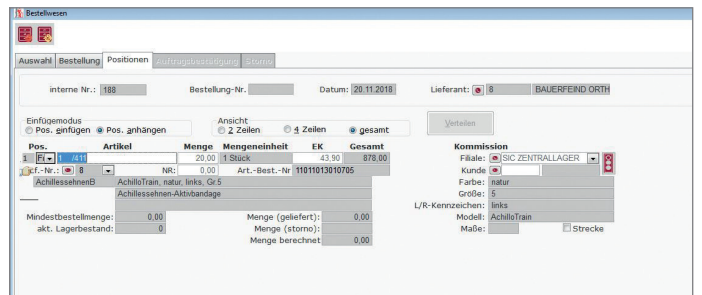 Bestellwesen
Auswahl Bestellung Positionen Auftragsbestätigung Storno
interne Nr.: 188 Bestellung-Nr. Datum: 20.11.2018 Lieferant: 8 BAUERFEIND ORTH
Einfügemodus Ansicht Verteilen
Pos. einfügen Pos. anhängen 2 Zeilen 4 Zeilen gesamt
Pos. Artikel Menge Mengeneinheit EK Gesamt Kommission
1 Fi 1 /411 20,00 1 Stück 43,90 878,00 Filiale: SIC ZENTRALLAGER
cf.-Nr.: 8 NR: 0,00 Art.-Best.-Nr 11011013010705 Kunde
AchillessehnenB AchilloTrain, natur, links, Gr.5 Farbe: natur
Achillessehnen-Aktivbandage Größe: 5
L/R-Kennzeichen: links
Mindestbestellmenge: 0,00 Menge (geliefert): 0,00 Modell: AchilloTrain
akt. Lagerbestand: 0 Menge (storno): Maße: Strecke
Menge berechnet 0,00